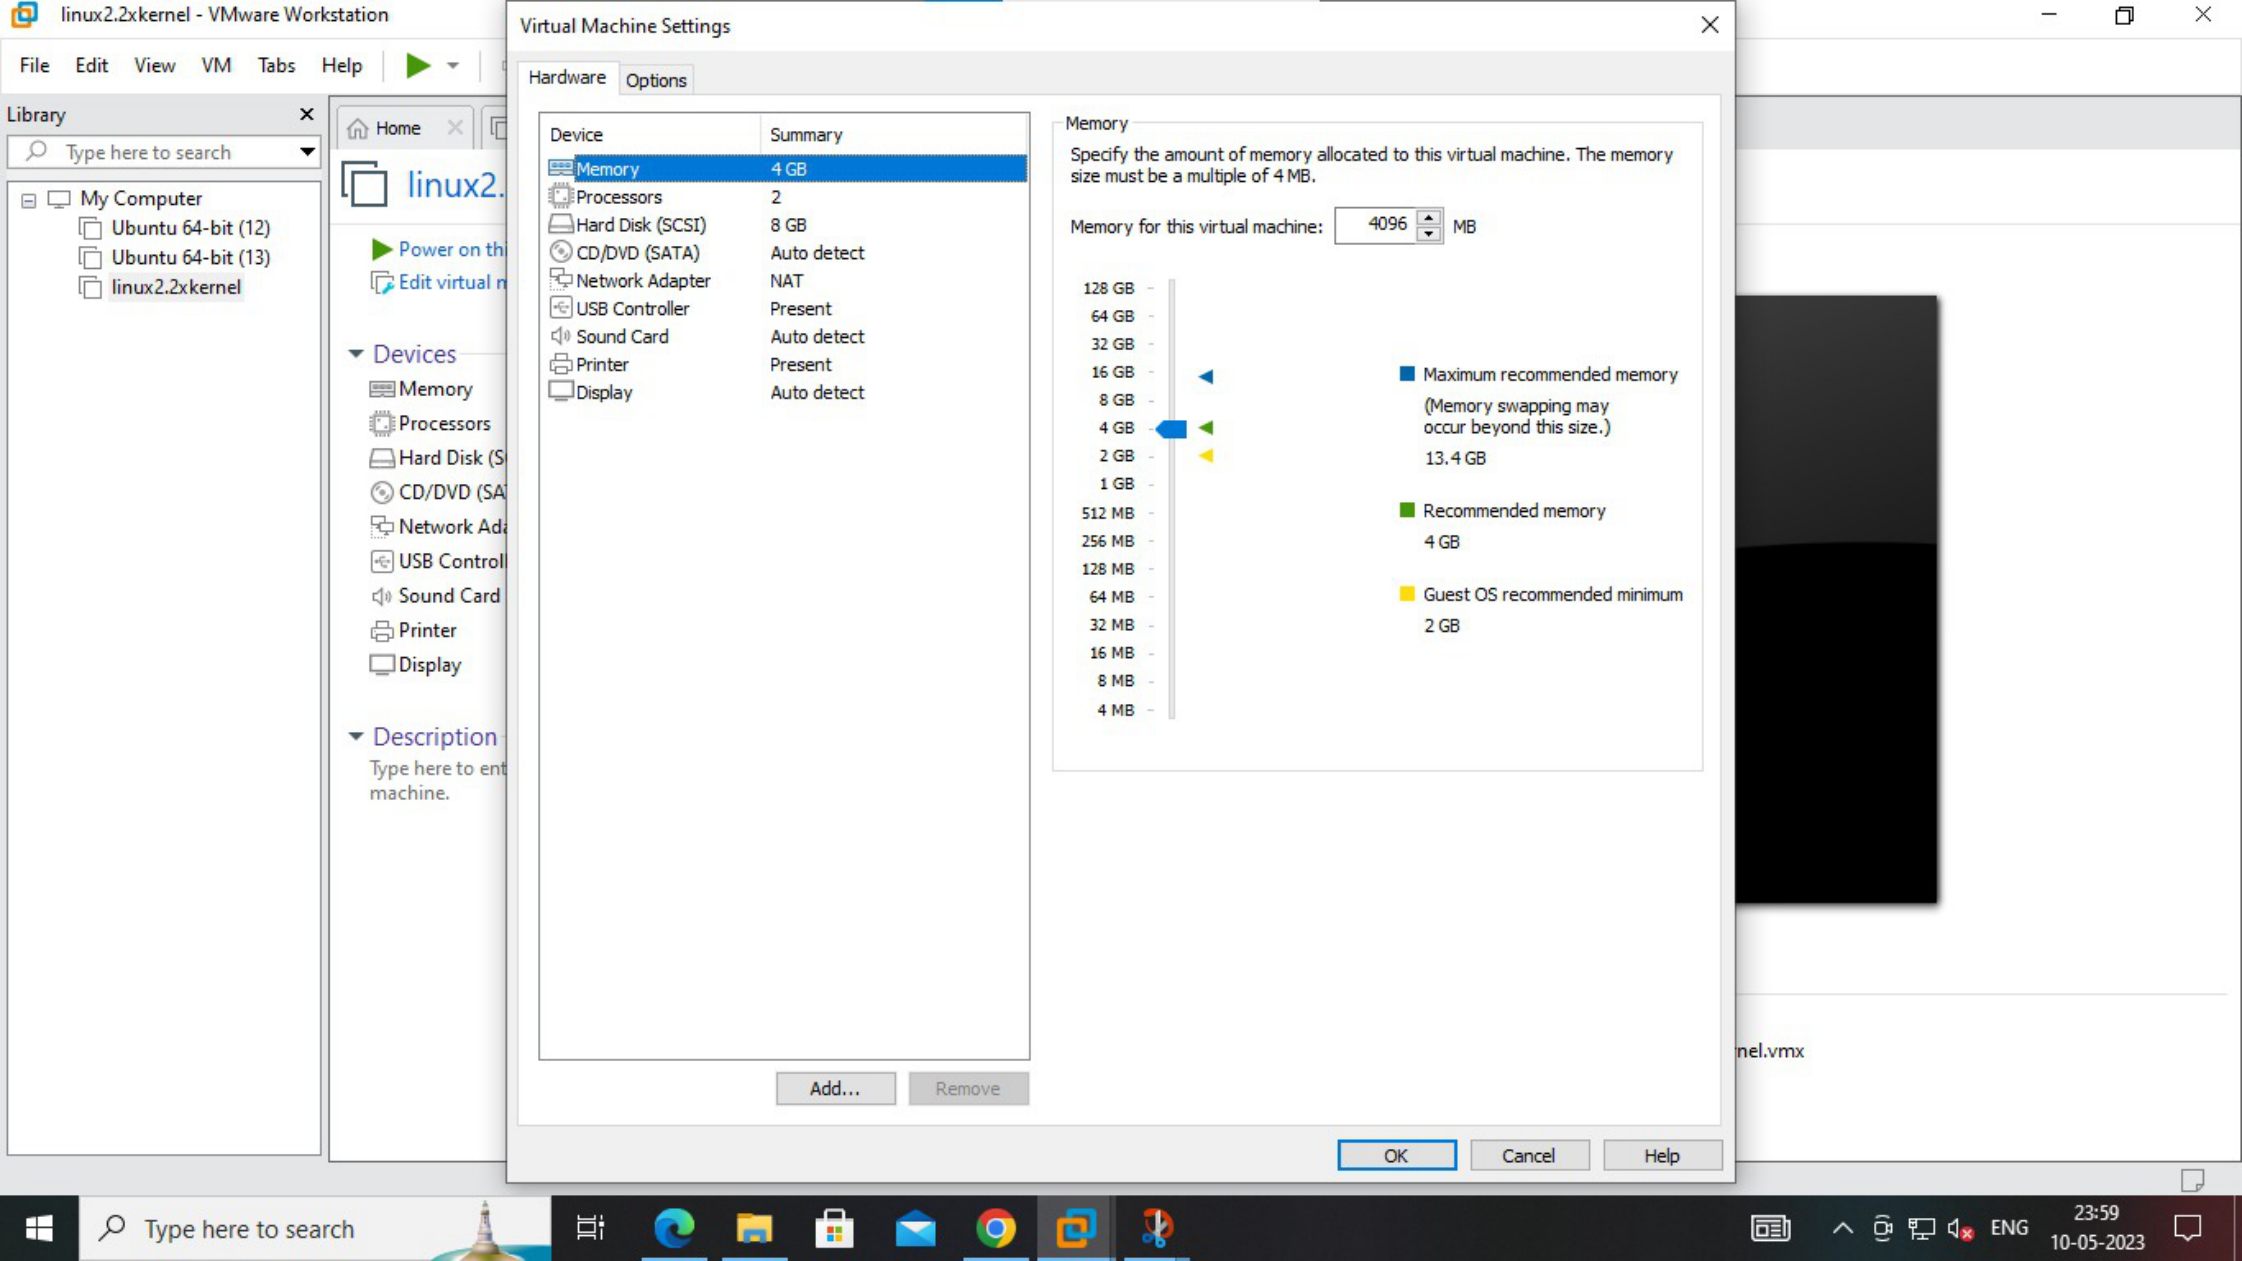 linux2.2xkernel - VMware Workstation
File Edit View VM Tabs Help
Library
Type here to search
My Computer
Ubuntu 64-bit (12)
Ubuntu 64-bit (13)
linux2.2xkernel
Home
linux2.
Power on thi
Edit virtual m
Devices
Memory
Processors
Hard Disk (S
CD/DVD (SA
Network Ada
USB Controll
Sound Card
Printer
Display
Description
Type here to ent
machine.
Virtual Machine Settings
Hardware Options
Device Summary
Memory 4 GB
Processors 2
Hard Disk (SCSI) 8 GB
CD/DVD (SATA) Auto detect
Network Adapter NAT
USB Controller Present
Sound Card Auto detect
Printer Present
Display Auto detect
Add... Remove
Memory
Specify the amount of memory allocated to this virtual machine. The memory
size must be a multiple of 4 MB.
Memory for this virtual machine: 4096 MB
128 GB
64 GB
32 GB
16 GB
8 GB
4 GB
2 GB
1 GB
512 MB
256 MB
128 MB
64 MB
32 MB
16 MB
8 MB
4 MB
Maximum recommended memory
(Memory swapping may
occur beyond this size.)
13.4 GB
Recommended memory
4 GB
Guest OS recommended minimum
2 GB
OK Cancel Help
nel.vmx
Type here to search
ENG
23:59
10-05-2023